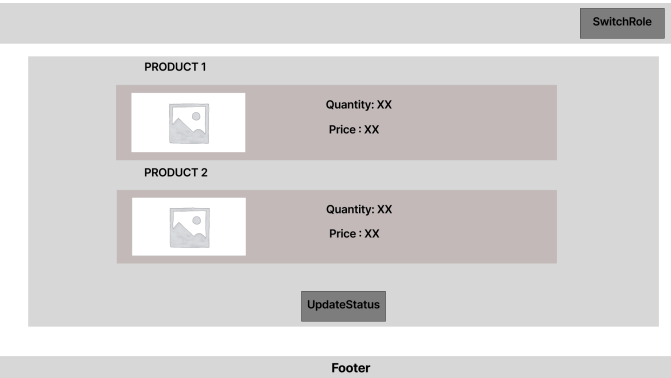 SwitchRole
PRODUCT 1
Quantity: XX
Price : XX
PRODUCT 2
Quantity: XX
Price : XX
UpdateStatus
Footer